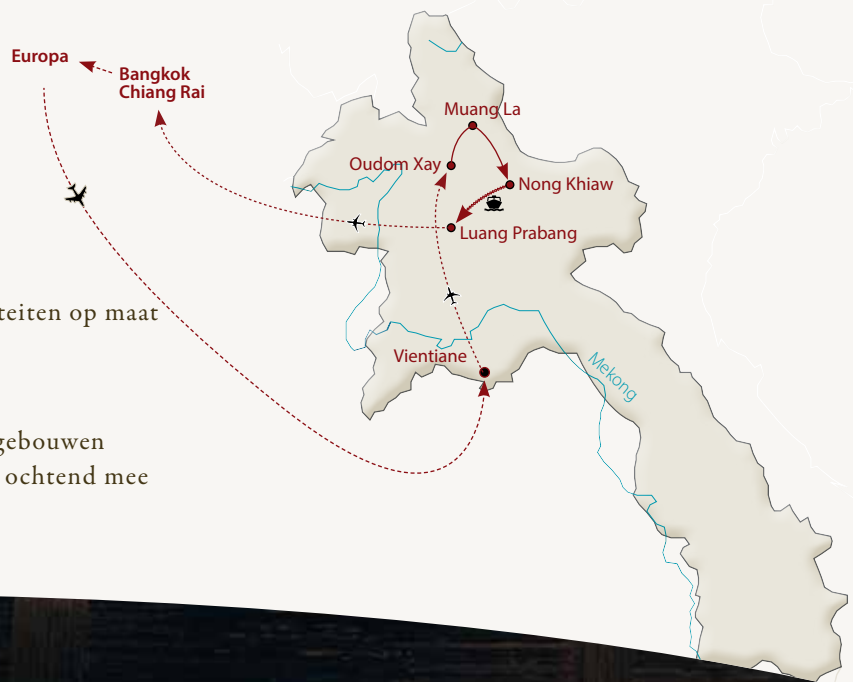 Europa
Bangkok
Chiang Rai
Muang La
Oudom Xay
Nong Khiaw
Luang Prabang
teiten op maat
Vientiane
Mekong
gebouwen
ochtend mee